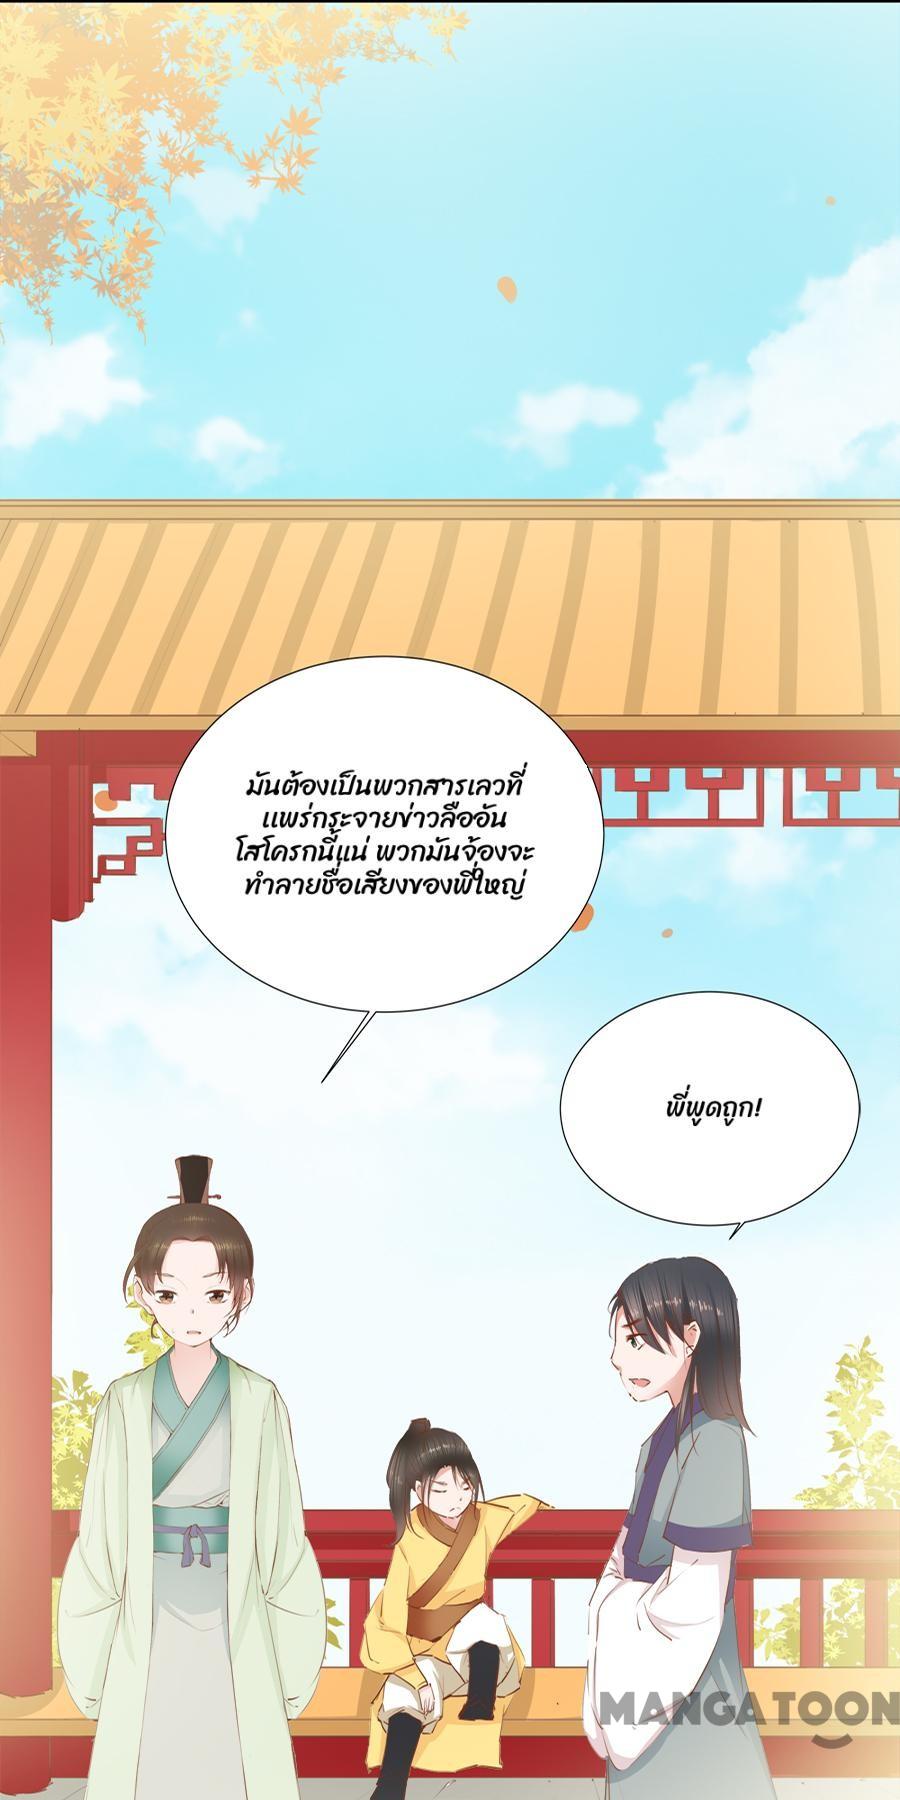 มันต้องเป็นพวกสารเลวที่
แพร่กระจายข่าวลืออัน
โสโครกนี้แน่ พวกมันจ้องจะ
ทำลายชื่อเสียงของพี่ใหญ่
พี่พูดถูก!
MANGATOON